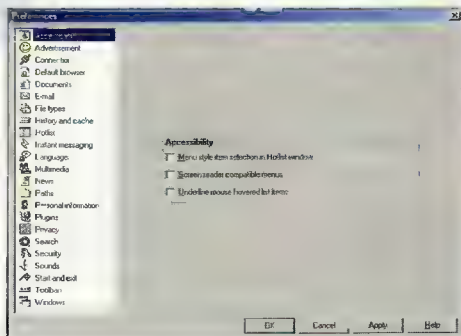 Preferences
Accessibility
Advertisement
Connection
Default browser
Documents
E-mail
File types
History and cache
Hotlist
Instant messaging
Language
Multimedia
News
Paths
Personal information
Plugins
Privacy
Search
Security
Sounds
Start and exit
Toolbars
Windows
Accessibility
Menu style item selection in Hotlist window
Screen reader compatible menus
Underline mouse hovered list items
OK
Cancel
Apply
Help